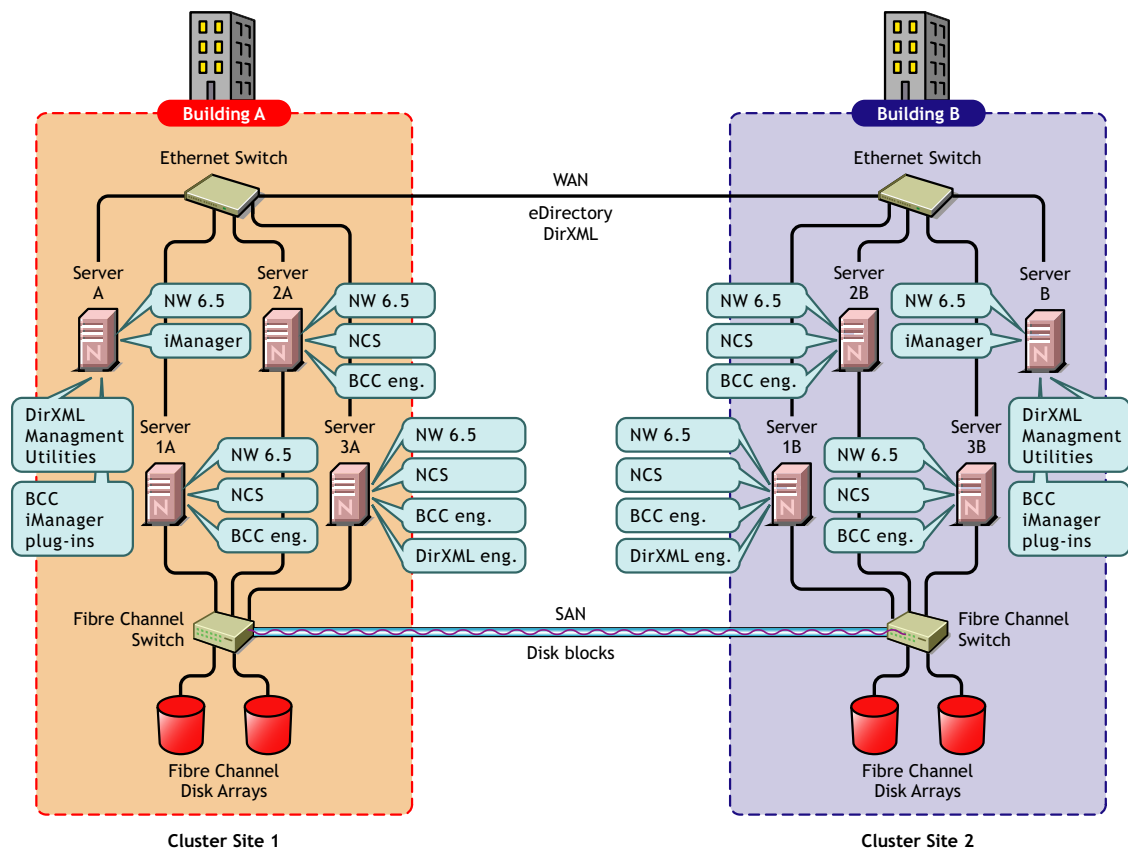 Building A
Building B
Ethernet Switch
Ethernet Switch
WAN
eDirectory
DirXML
Server
A
Server
2A
Server
2B
Server
B
NW 6.5
iManager
NW 6.5
NCS
BCC eng.
NW 6.5
NCS
BCC eng.
NW 6.5
iManager
DirXML
Managment
Utilities
BCC
iManager
plug-ins
Server
1A
Server
3A
Server
1B
Server
3B
DirXML
Managment
Utilities
BCC
iManager
plug-ins
NW 6.5
NCS
BCC eng.
NW 6.5
NCS
BCC eng.
DirXML eng.
NW 6.5
NCS
BCC eng.
DirXML eng.
NW 6.5
NCS
BCC eng.
N
N
N
N
N
N
N
N
Fibre Channel
Switch
SAN
Disk blocks
Fibre Channel
Switch
Fibre Channel
Disk Arrays
Fibre Channel
Disk Arrays
Cluster Site 1
Cluster Site 2